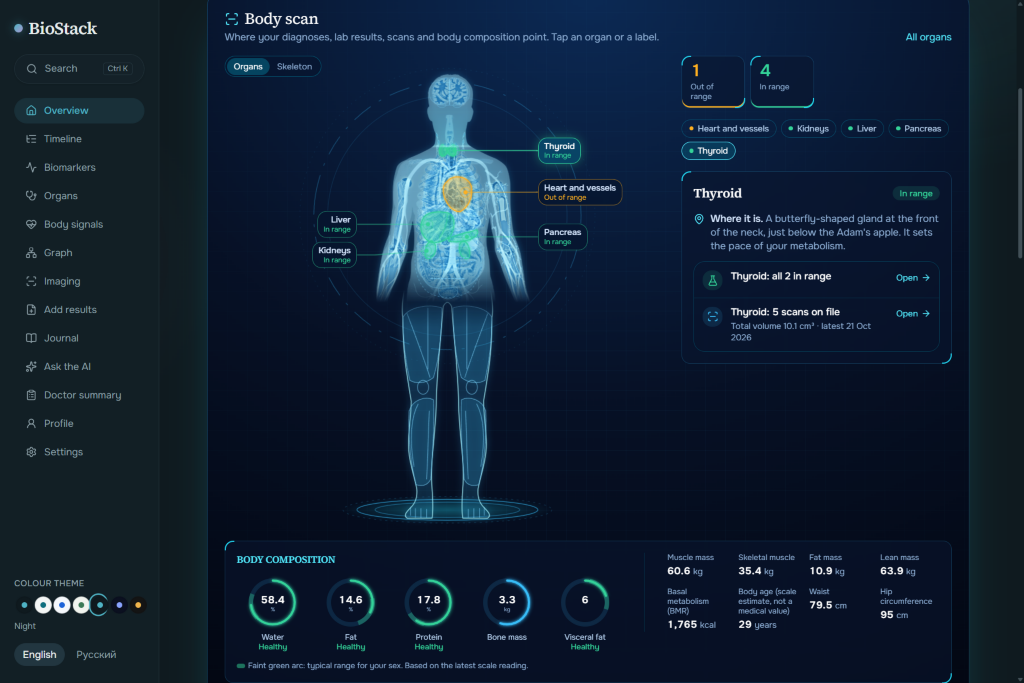 BioStack
Search
Ctrl K
Overview
Timeline
Biomarkers
Organs
Body signals
Graph
Imaging
Add results
Journal
Ask the AI
Doctor summary
Profile
Settings
COLOUR THEME
Night
English
Русский
Body scan
Where your diagnoses, lab results, scans and body composition point. Tap an organ or a label.
All organs
Organs
Skeleton
Thyroid
In range
Heart and vessels
Out of range
Liver
In range
Pancreas
In range
Kidneys
In range
1
Out of
range
4
In range
Heart and vessels
Kidneys
Liver
Pancreas
Thyroid
Thyroid
In range
Where it is. A butterfly-shaped gland at the front
of the neck, just below the Adam's apple. It sets
the pace of your metabolism.
Thyroid: all 2 in range
Open →
Thyroid: 5 scans on file
Open →
Total volume 10.1 cm³ · latest 21 Oct
2026
BODY COMPOSITION
58.4
%
Water
Healthy
14.6
%
Fat
Healthy
17.8
%
Protein
Healthy
3.3
kg
Bone mass
6
Visceral fat
Healthy
Faint green arc: typical range for your sex. Based on the latest scale reading.
Muscle mass
60.6 kg
Skeletal muscle
35.4 kg
Fat mass
10.9 kg
Lean mass
63.9 kg
Basal
metabolism
(BMR)
1,765 kcal
Body age (scale
estimate, not a
medical value)
29 years
Waist
79.5 cm
Hip
circumference
95 cm